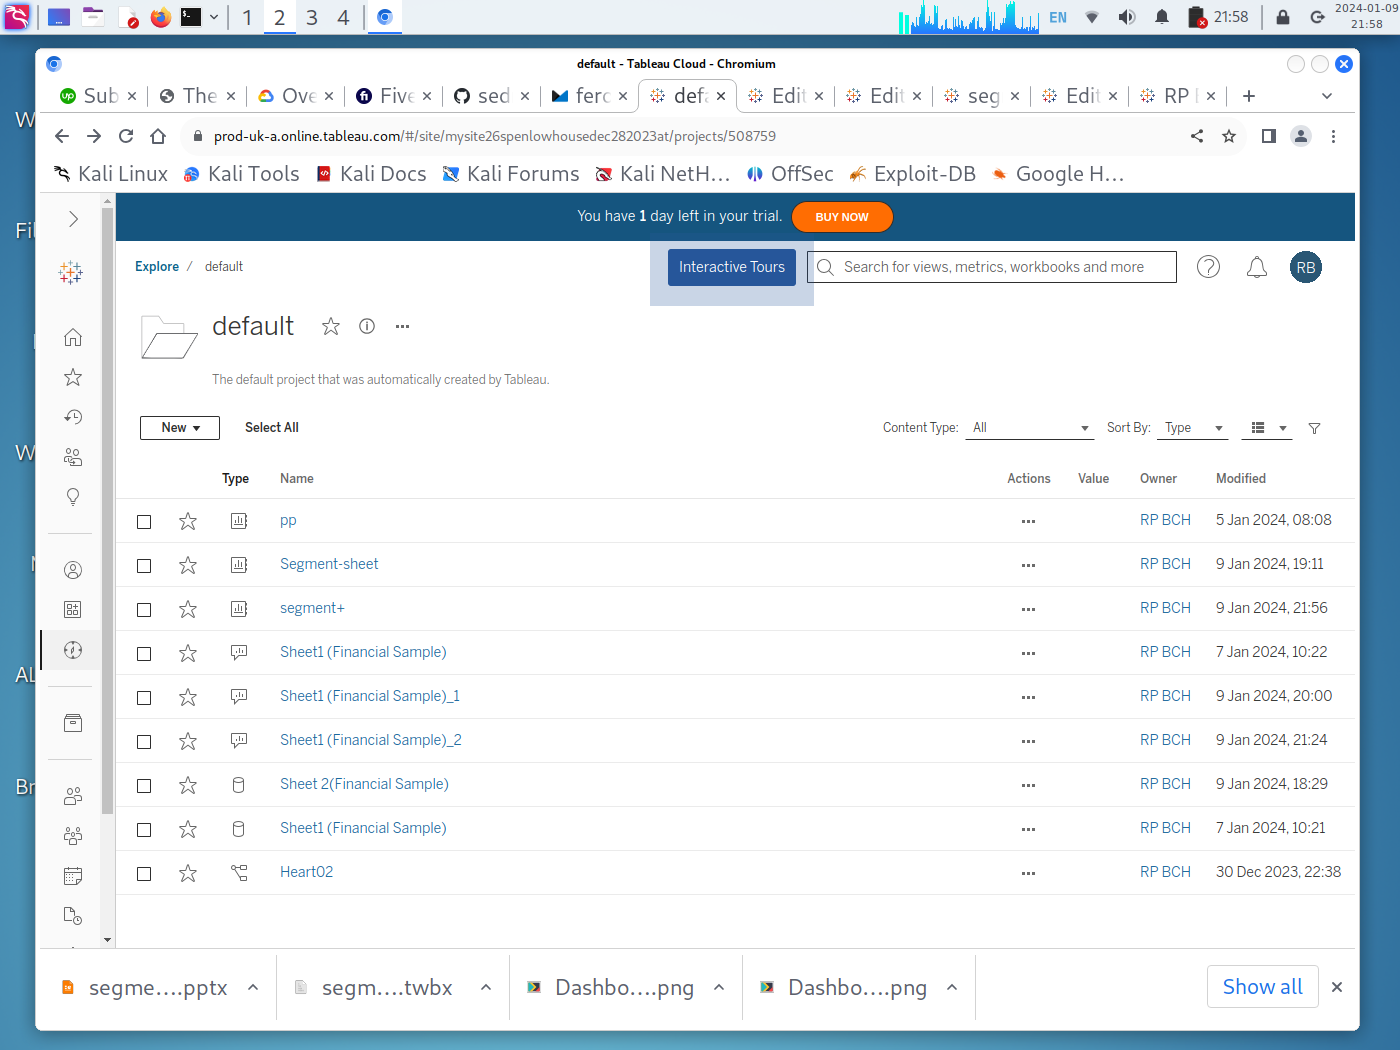 1 2 3 4 EN 21:58 2024-01-09
21:58
default - Tableau Cloud - Chromium
Sub The Ove Five sed ferc defa Edit Edit seg Edit RP
prod-uk-a.online.tableau.com/#/site/mysite26spenlowhousedec282023at/projects/508759
Kali Linux Kali Tools Kali Docs Kali Forums Kali NetH... OffSec Exploit-DB Google H...
You have 1 day left in your trial. BUY NOW
Explore / default Interactive Tours Search for views, metrics, workbooks and more RB
default
The default project that was automatically created by Tableau.
New Select All Content Type: All Sort By: Type
Type Name Actions Value Owner Modified
pp RP BCH 5 Jan 2024, 08:08
Segment-sheet RP BCH 9 Jan 2024, 19:11
segment+ RP BCH 9 Jan 2024, 21:56
Sheet1 (Financial Sample) RP BCH 7 Jan 2024, 10:22
Sheet1 (Financial Sample)_1 RP BCH 9 Jan 2024, 20:00
Sheet1 (Financial Sample)_2 RP BCH 9 Jan 2024, 21:24
Sheet 2(Financial Sample) RP BCH 9 Jan 2024, 18:29
Sheet1 (Financial Sample) RP BCH 7 Jan 2024, 10:21
Heart02 RP BCH 30 Dec 2023, 22:38
segme....pptx segm....twbx Dashbo....png Dashbo....png Show all